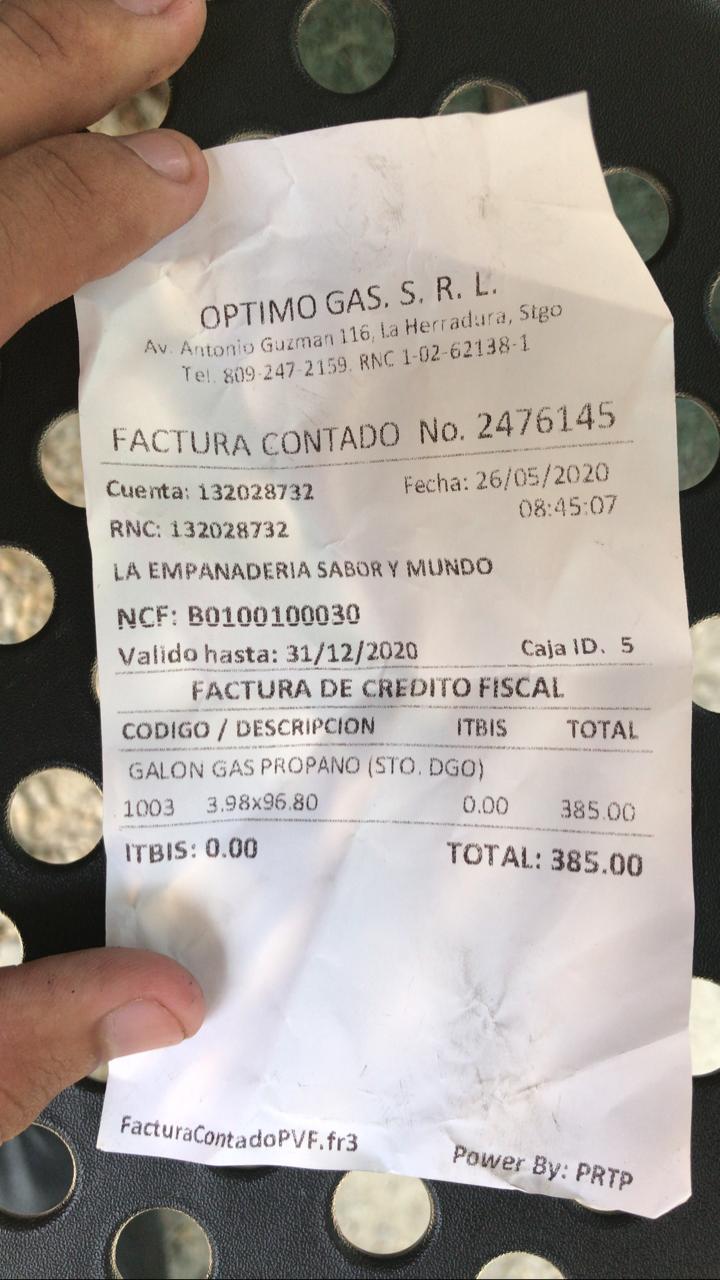 OPTIMO GAS. S. R. L.
Av. Antonio Guzman 116, La Herradura, Stgo
Tel. 809-247-2159. RNC 1-02-62138-1
FACTURA CONTADO No. 2476145
Cuenta: 132028732 Fecha: 26/05/2020
08:45:07
RNC: 132028732
LA EMPANADERIA SABOR Y MUNDO
NCF: B0100100030
Valido hasta: 31/12/2020 Caja ID. 5
FACTURA DE CREDITO FISCAL
CODIGO / DESCRIPCION ITBIS TOTAL
GALON GAS PROPANO (STO. DGO)
1003 3.98x96.80 0.00 385.00
ITBIS: 0.00 TOTAL: 385.00
FacturaContadoPVF.fr3 Power By: PRTP